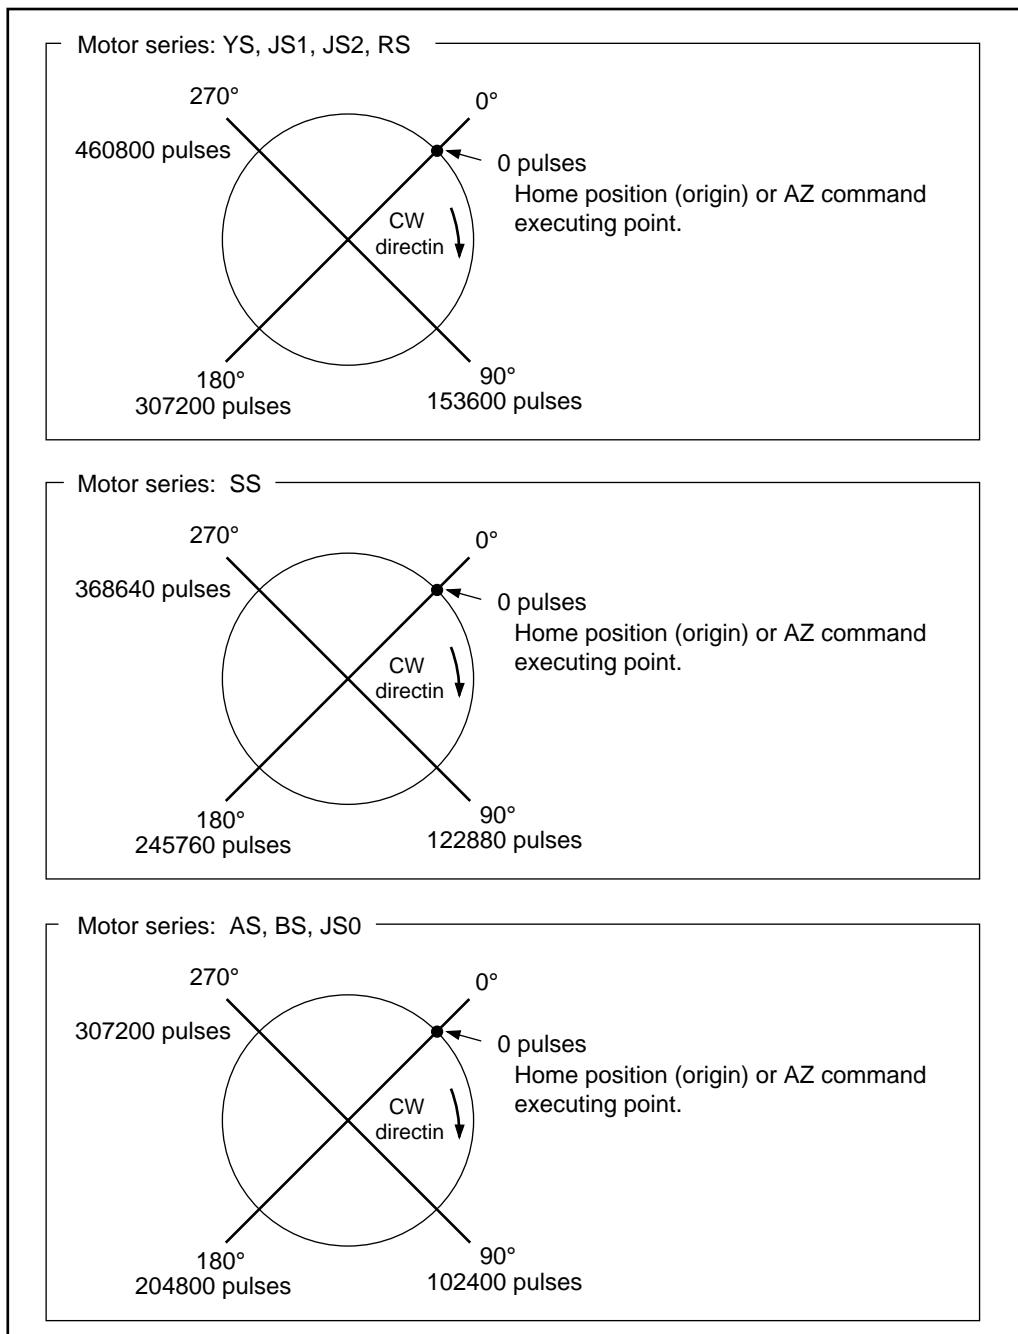 Motor series: YS, JS1, JS2, RS
270°
0°
460800 pulses
0 pulses
Home position (origin) or AZ command
executing point.
CW
directin
180°
307200 pulses
90°
153600 pulses
Motor series: SS
270°
0°
368640 pulses
0 pulses
Home position (origin) or AZ command
executing point.
CW
directin
180°
245760 pulses
90°
122880 pulses
Motor series: AS, BS, JS0
270°
0°
307200 pulses
0 pulses
Home position (origin) or AZ command
executing point.
CW
directin
180°
204800 pulses
90°
102400 pulses